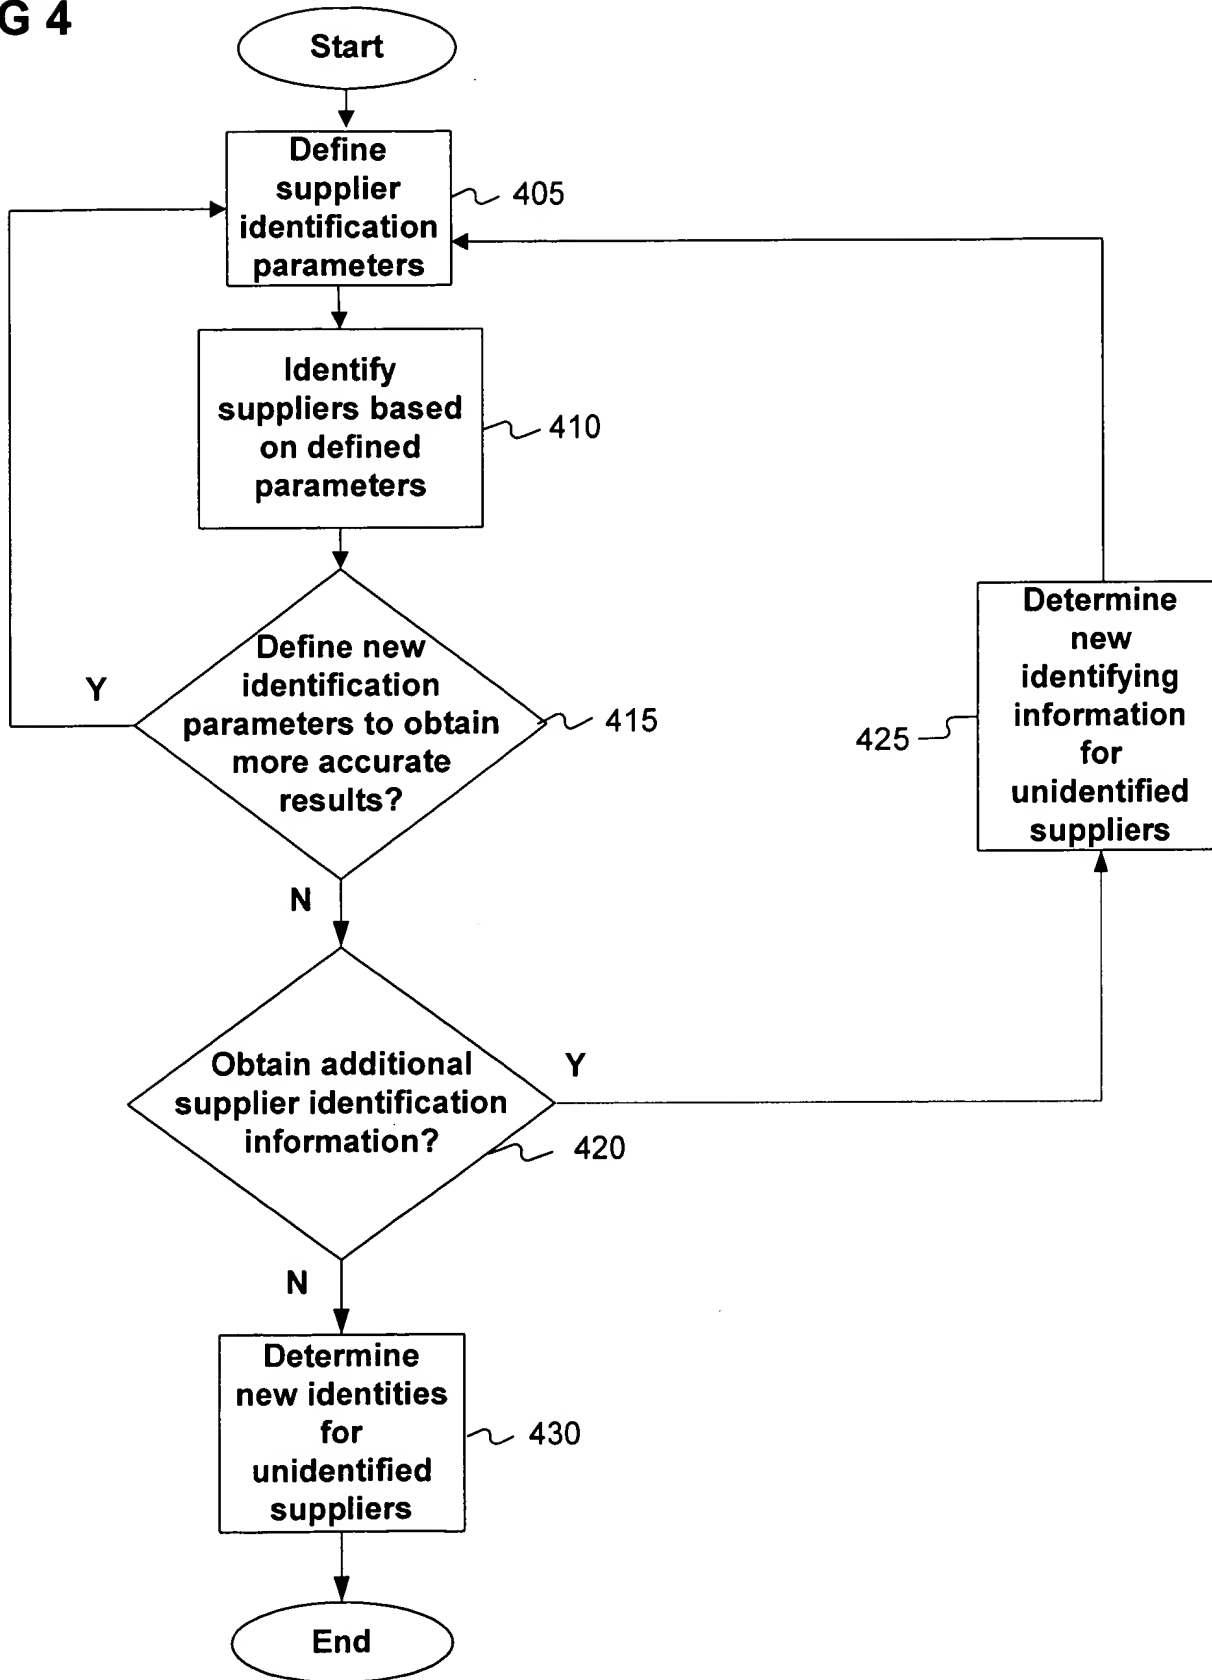 G 4
Start
Define
supplier
identification
parameters
405
Identify
suppliers based
on defined
parameters
410
Define new
identification
parameters to obtain
more accurate
results?
Y
415
N
Determine
new
identifying
information
for
unidentified
suppliers
425
Obtain additional
supplier identification
information?
Y
420
N
Determine
new identities
for
unidentified
suppliers
430
End